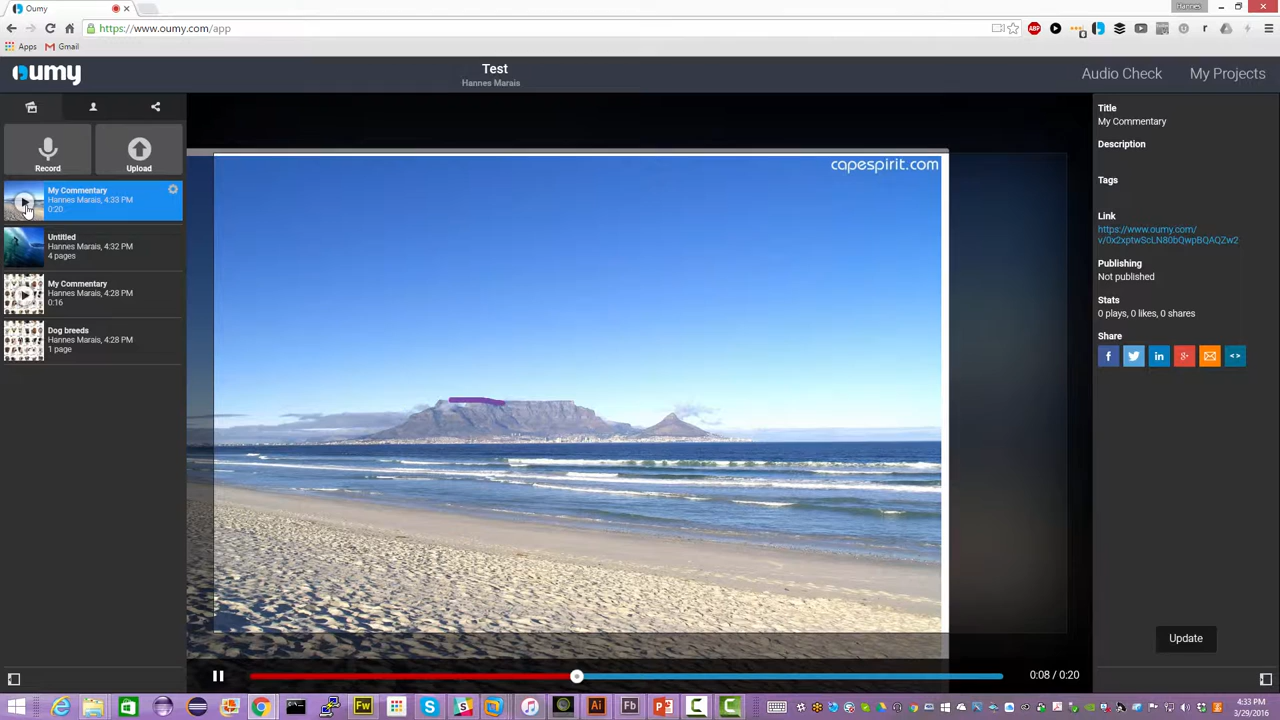 Oumy
Hannes
https://www.oumy.com/app
Apps
Gmail
oumy
Test
Hannes Marais
Audio Check
My Projects
Record
Upload
My Commentary
Hannes Marais, 4:33 PM
0:20
Untitled
Hannes Marais, 4:32 PM
4 pages
My Commentary
Hannes Marais, 4:28 PM
0:16
Dog breeds
Hannes Marais, 4:28 PM
1 page
capespirit.com
0:08 / 0:20
Title
My Commentary
Description
Tags
Link
https://www.oumy.com/
v/0x2xptwScLN80bQwpBQAQZw2
Publishing
Not published
Stats
0 plays, 0 likes, 0 shares
Share
Update
4:33 PM
3/29/2016